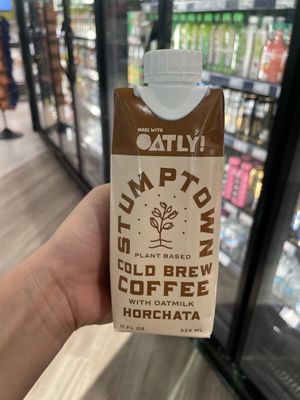 MADE WITH
OATLY!
STUMPTOWN
PLANT BASED
COLD BREW
COFFEE
WITH OATMILK
HORCHATA
11 FL OZ 325 ML